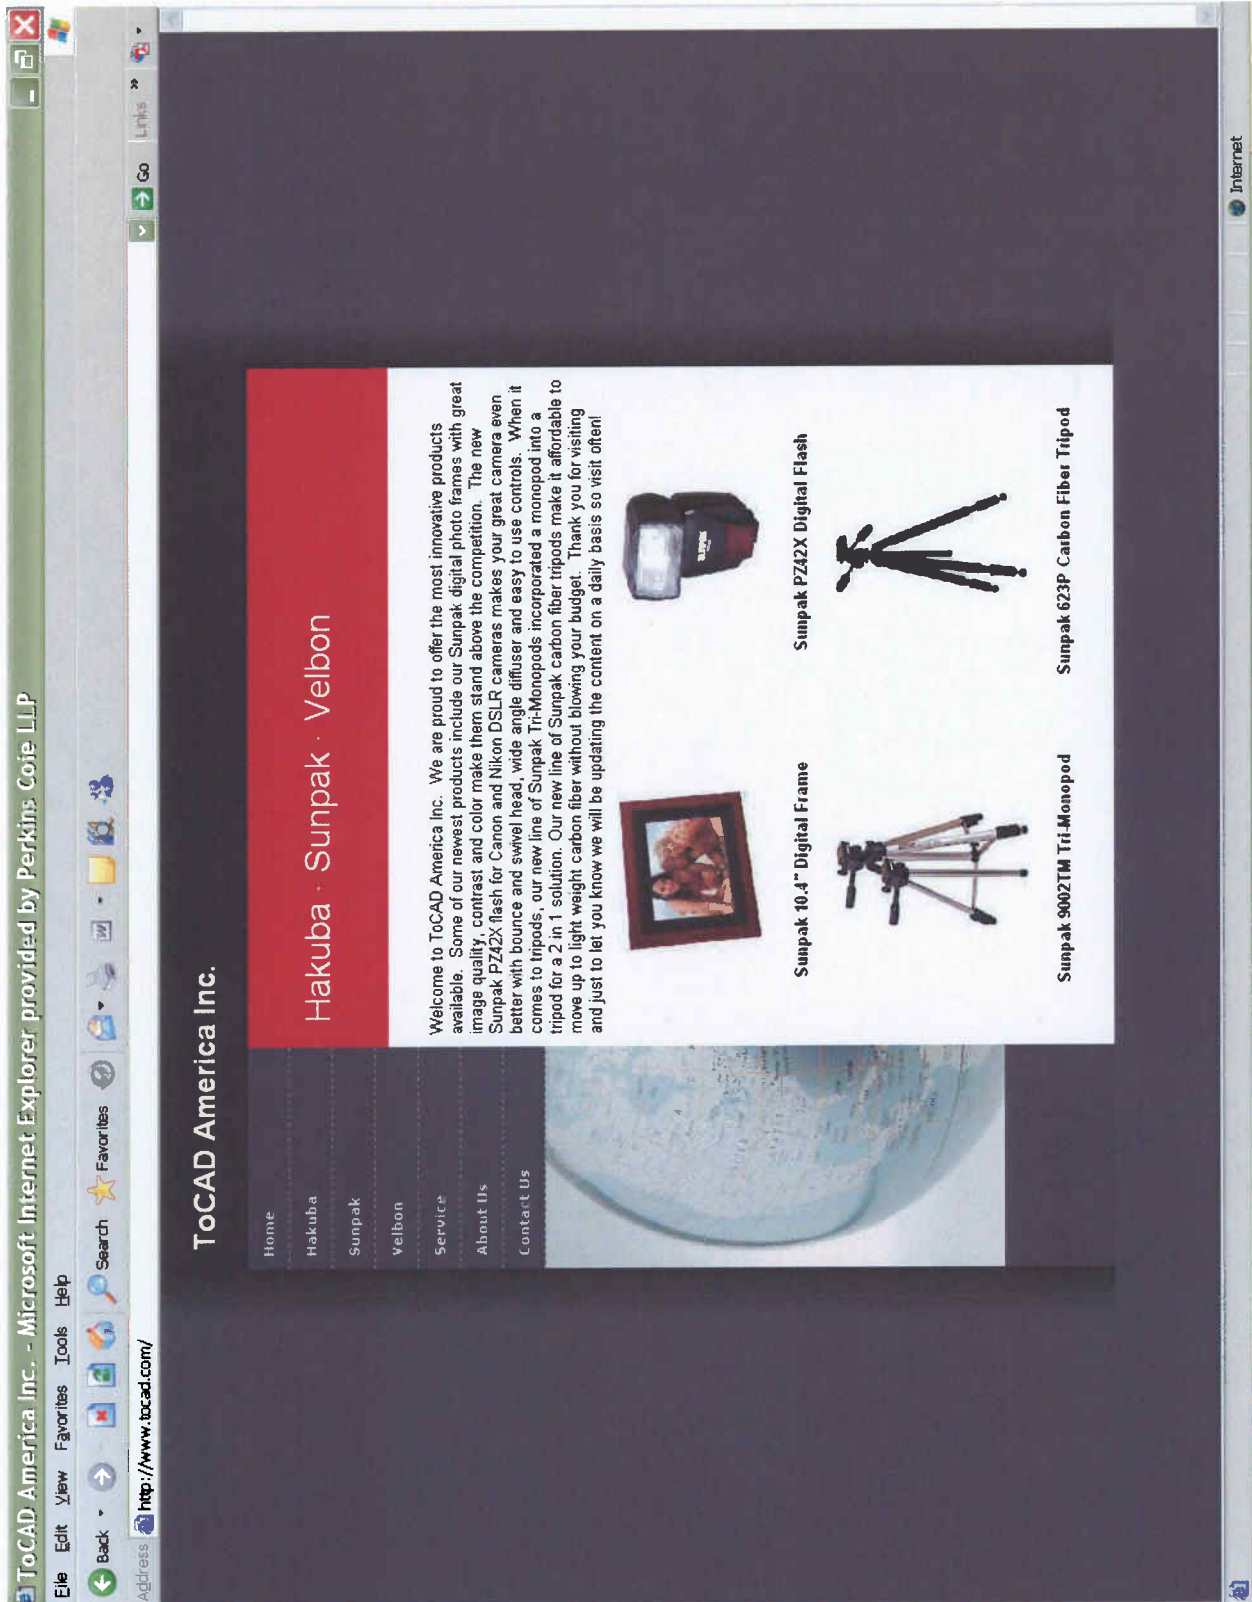 ToCAD America Inc. - Microsoft Internet Explorer provided by Perkins Coie LLP
File Edit View Favorites Tools Help
Back Search Favorites
Address http://www.tocad.com/ Go Links »
ToCAD America Inc.
Home
Hakuba
Sunpak
Velbon
Service
About Us
Contact Us
Hakuba · Sunpak · Velbon
Welcome to ToCAD America Inc. We are proud to offer the most innovative products
available. Some of our newest products include our Sunpak digital photo frames with great
image quality, contrast and color make them stand above the competition. The new
Sunpak PZ42X flash for Canon and Nikon DSLR cameras makes your great camera even
better with bounce and swivel head, wide angle diffuser and easy to use controls. When it
comes to tripods, our new line of Sunpak Tri-Monopods incorporated a monopod into a
tripod for a 2 in 1 solution. Our new line of Sunpak carbon fiber tripods make it affordable to
move up to light weight carbon fiber without blowing your budget. Thank you for visiting
and just to let you know we will be updating the content on a daily basis so visit often!
SUNPAK
Sunpak 10.4" Digital Frame
Sunpak PZ42X Digital Flash
Sunpak 9002TM Tri-Monopod
Sunpak 623P Carbon Fiber Tripod
Internet